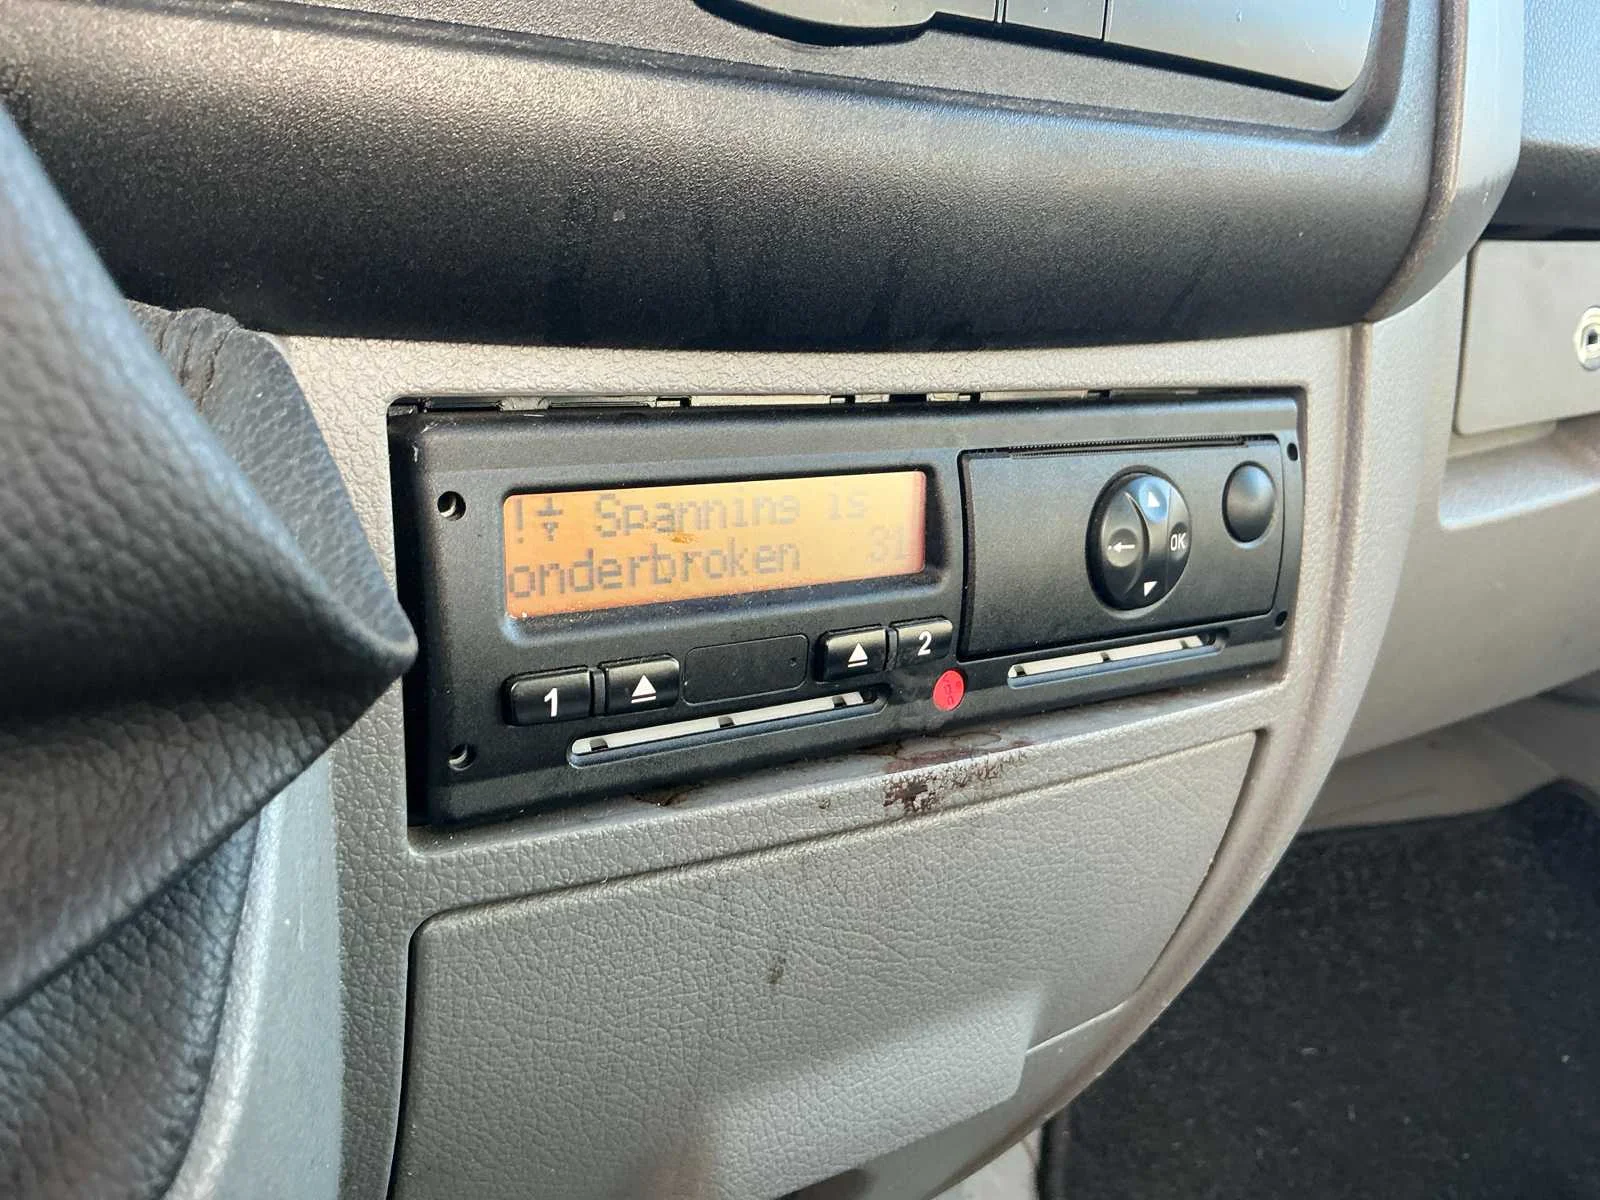 ! Spanning is
onderbroken 31
1
2
OK